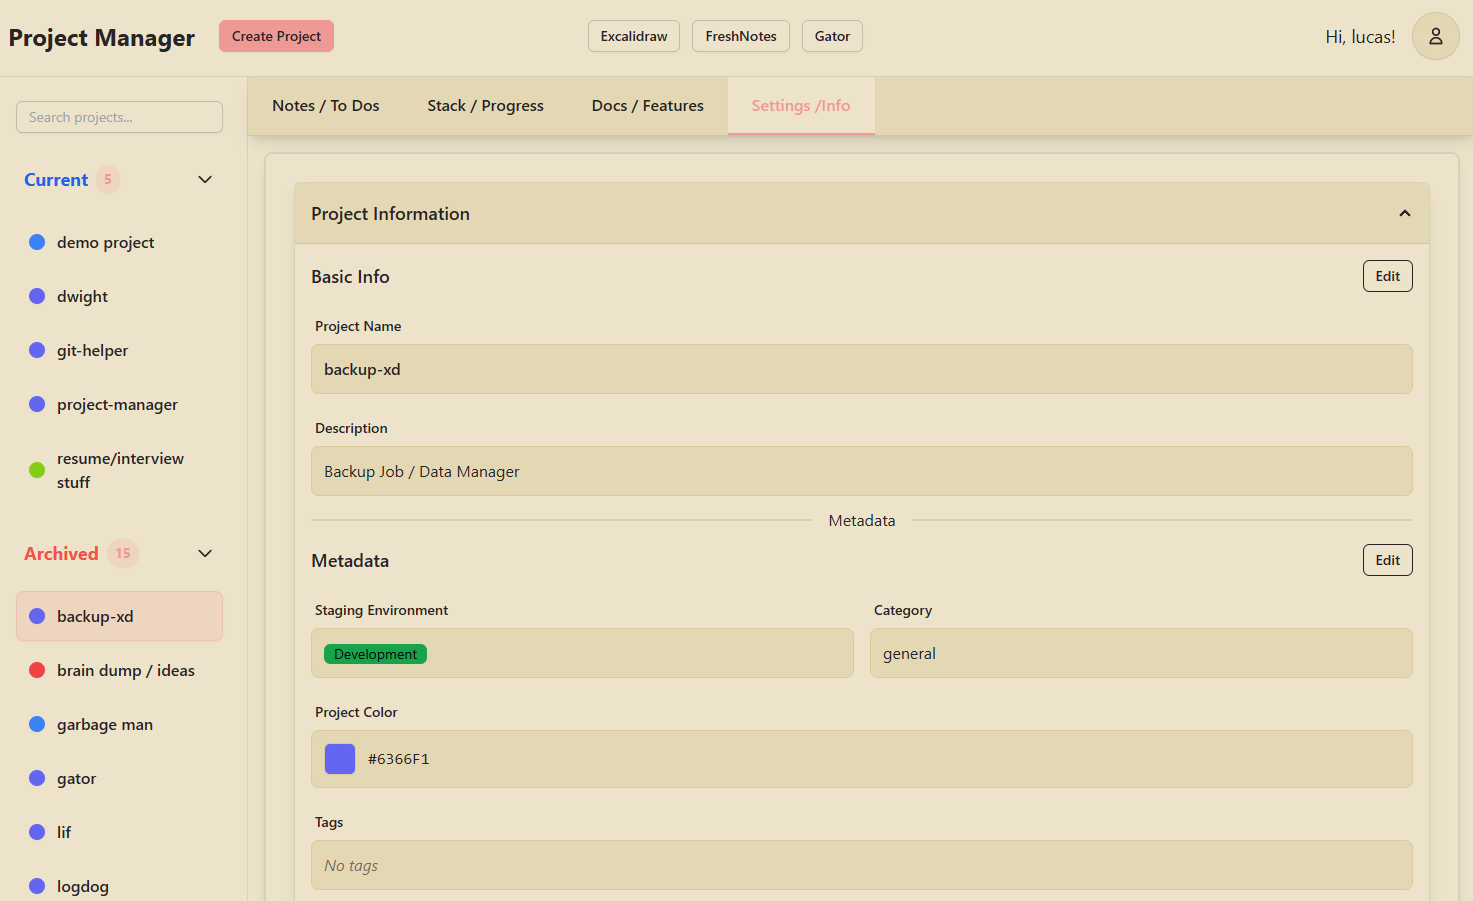 Project Manager
Create Project
Excalidraw
FreshNotes
Gator
Hi, lucas!
Search projects...
Current 5
demo project
dwight
git-helper
project-manager
resume/interview
stuff
Archived 15
backup-xd
brain dump / ideas
garbage man
gator
lif
logdog
Notes / To Dos
Stack / Progress
Docs / Features
Settings /Info
Project Information
Basic Info
Edit
Project Name
backup-xd
Description
Backup Job / Data Manager
Metadata
Metadata
Edit
Staging Environment
Category
Development
general
Project Color
#6366F1
Tags
No tags